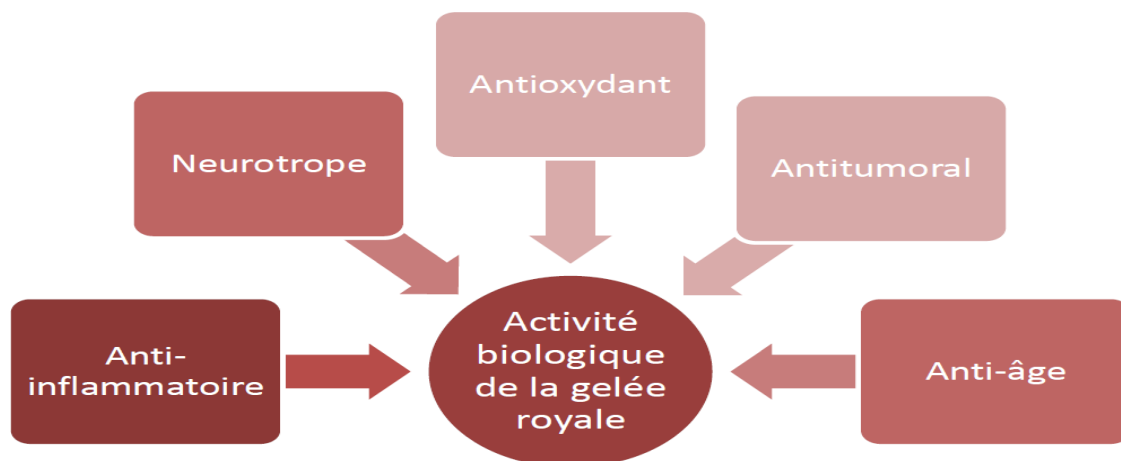 Antioxydant
Neurotrope
Antitumoral
Anti-
inflammatoire
Activité
biologique
de la gelée
royale
Anti-âge